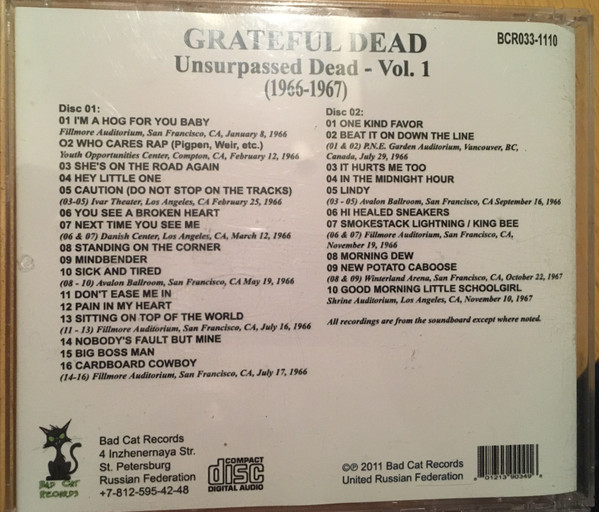 GRATEFUL DEAD
BCR033-1110
Unsurpassed Dead - Vol. 1
(1966-1967)
Disc 01:
01 I'M A HOG FOR YOU BABY
Fillmore Auditorium, San Francisco, CA, January 8, 1966
O2 WHO CARES RAP (Pigpen, Weir, etc.)
Youth Opportunities Center, Compton, CA, February 12, 1966
03 SHE'S ON THE ROAD AGAIN
04 HEY LITTLE ONE
05 CAUTION (DO NOT STOP ON THE TRACKS)
(03-05) Ivar Theater, Los Angeles, CA February 25, 1966
06 YOU SEE A BROKEN HEART
07 NEXT TIME YOU SEE ME
(06 & 07) Danish Center, Los Angeles, CA, March 12, 1966
08 STANDING ON THE CORNER
09 MINDBENDER
10 SICK AND TIRED
(08 - 10) Avalon Ballroom, San Francisco, CA May 19, 1966
11 DON'T EASE ME IN
12 PAIN IN MY HEART
13 SITTING ON TOP OF THE WORLD
(11 - 13) Fillmore Auditorium, San Francisco, CA, July 16, 1966
14 NOBODY'S FAULT BUT MINE
15 BIG BOSS MAN
16 CARDBOARD COWBOY
(14-16) Fillmore Auditorium, San Francisco, CA, July 17, 1966
Disc 02:
01 ONE KIND FAVOR
02 BEAT IT ON DOWN THE LINE
(01 & 02) P.N.E. Garden Auditorium, Vancouver, BC,
Canada, July 29, 1966
03 IT HURTS ME TOO
04 IN THE MIDNIGHT HOUR
05 LINDY
(03 - 05) Avalon Ballroom, San Francisco, CA September 16, 1966
06 HI HEALED SNEAKERS
07 SMOKESTACK LIGHTNING / KING BEE
(06 & 07) Fillmore Auditorium, San Francisco, CA,
November 19, 1966
08 MORNING DEW
09 NEW POTATO CABOOSE
(08 & 09) Winterland Arena, San Francisco, CA, October 22, 1967
10 GOOD MORNING LITTLE SCHOOLGIRL
Shrine Auditorium, Los Angeles, CA, November 10, 1967
All recordings are from the soundboard except where noted.
BAD CAT
RECORDS
Bad Cat Records
4 Inzhenernaya Str.
St. Petersburg
Russian Federation
+7-812-595-42-48
COMPACT
disc
DIGITAL AUDIO
©℗ 2011 Bad Cat Records
United Russian Federation
8 01213 90349